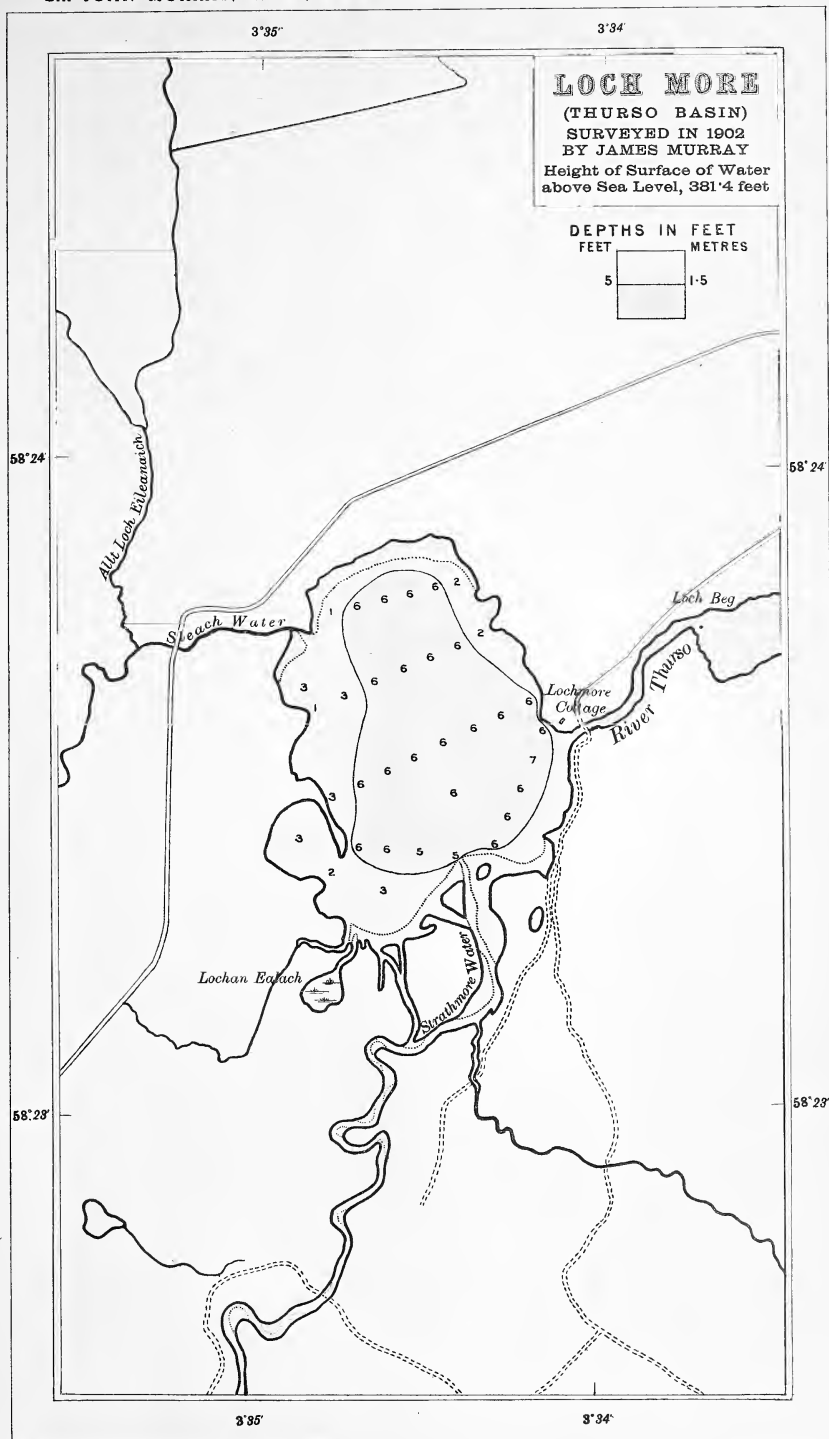 3°35'
3°34'
LOCH MORE
(THURSO BASIN)
SURVEYED IN 1902
BY JAMES MURRAY
Height of Surface of Water
above Sea Level, 381·4 feet
DEPTHS IN FEET
FEET METRES
5 1·5
58°24'
58°24'
Allt Loch Eileanaich
Sleach Water
Loch Beg
Lochmore
Cottage
River Thurso
1 6 6 6 6 2
2
6 6 6 6
3 3
1
6 6 6 6
6 6 6 7
3 6 6 6
6
3 6 6 5 5 6
2
3
Lochan Ealach
Strathmore Water
58°23'
58°23'
3°35'
3°34'